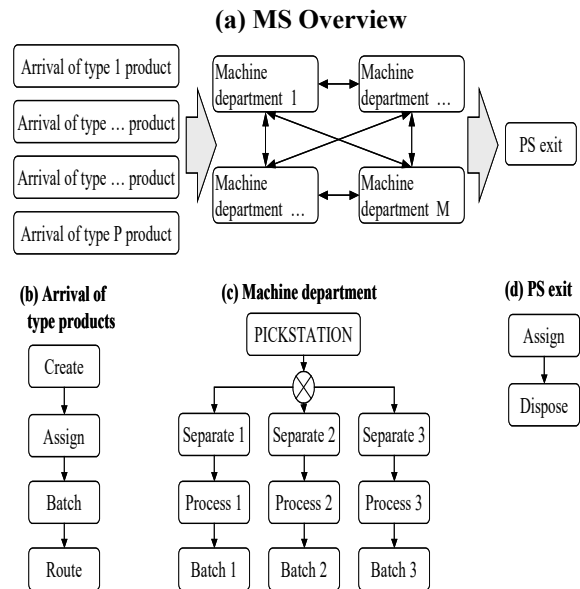 (a) MS Overview
Arrival of type 1 product
Arrival of type ... product
Arrival of type ... product
Arrival of type P product
Machine
department 1
Machine
department ...
Machine
department ...
Machine
department M
PS exit
(b) Arrival of
type products
Create
Assign
Batch
Route
(c) Machine department
PICKSTATION
Separate 1
Separate 2
Separate 3
Process 1
Process 2
Process 3
Batch 1
Batch 2
Batch 3
(d) PS exit
Assign
Dispose